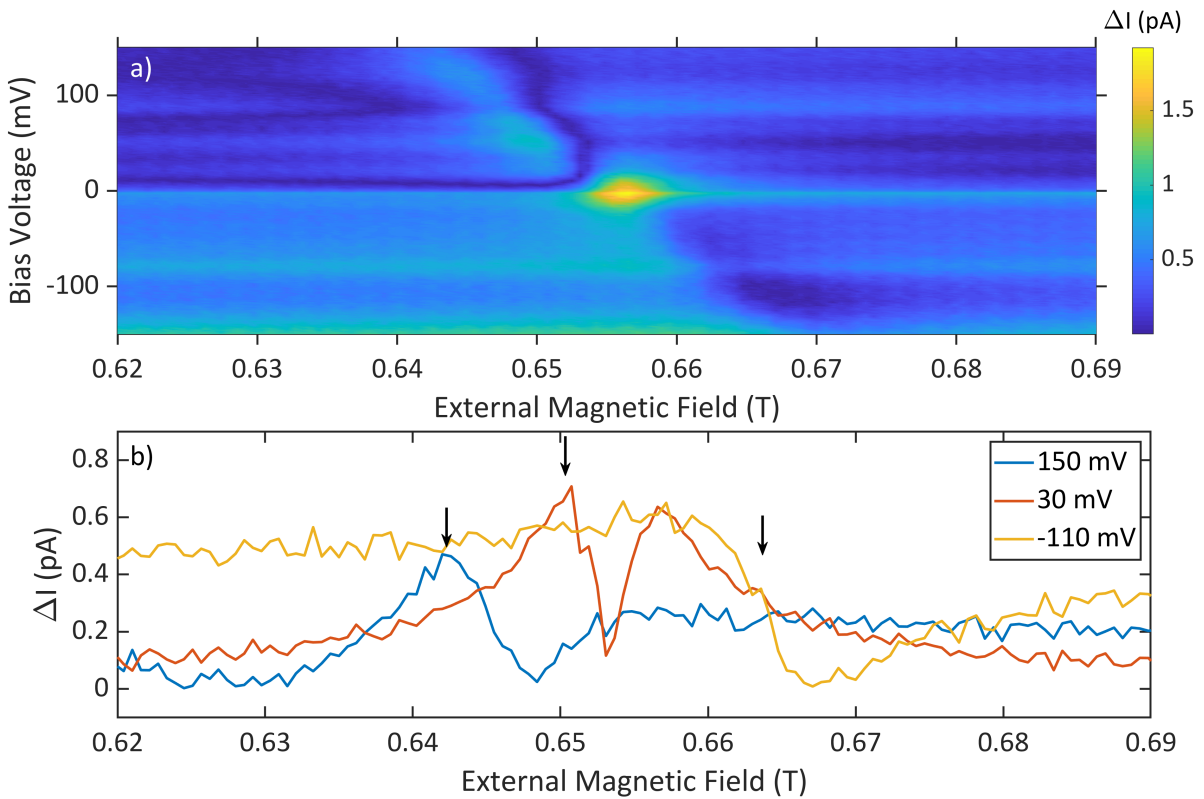 ΔI (pA)
a)
Bias Voltage (mV)
100
0
-100
1.5
1
0.5
0.62 0.63 0.64 0.65 0.66 0.67 0.68 0.69
External Magnetic Field (T)
b)
ΔI (pA)
0.8
0.6
0.4
0.2
0
150 mV
30 mV
-110 mV
0.62 0.63 0.64 0.65 0.66 0.67 0.68 0.69
External Magnetic Field (T)